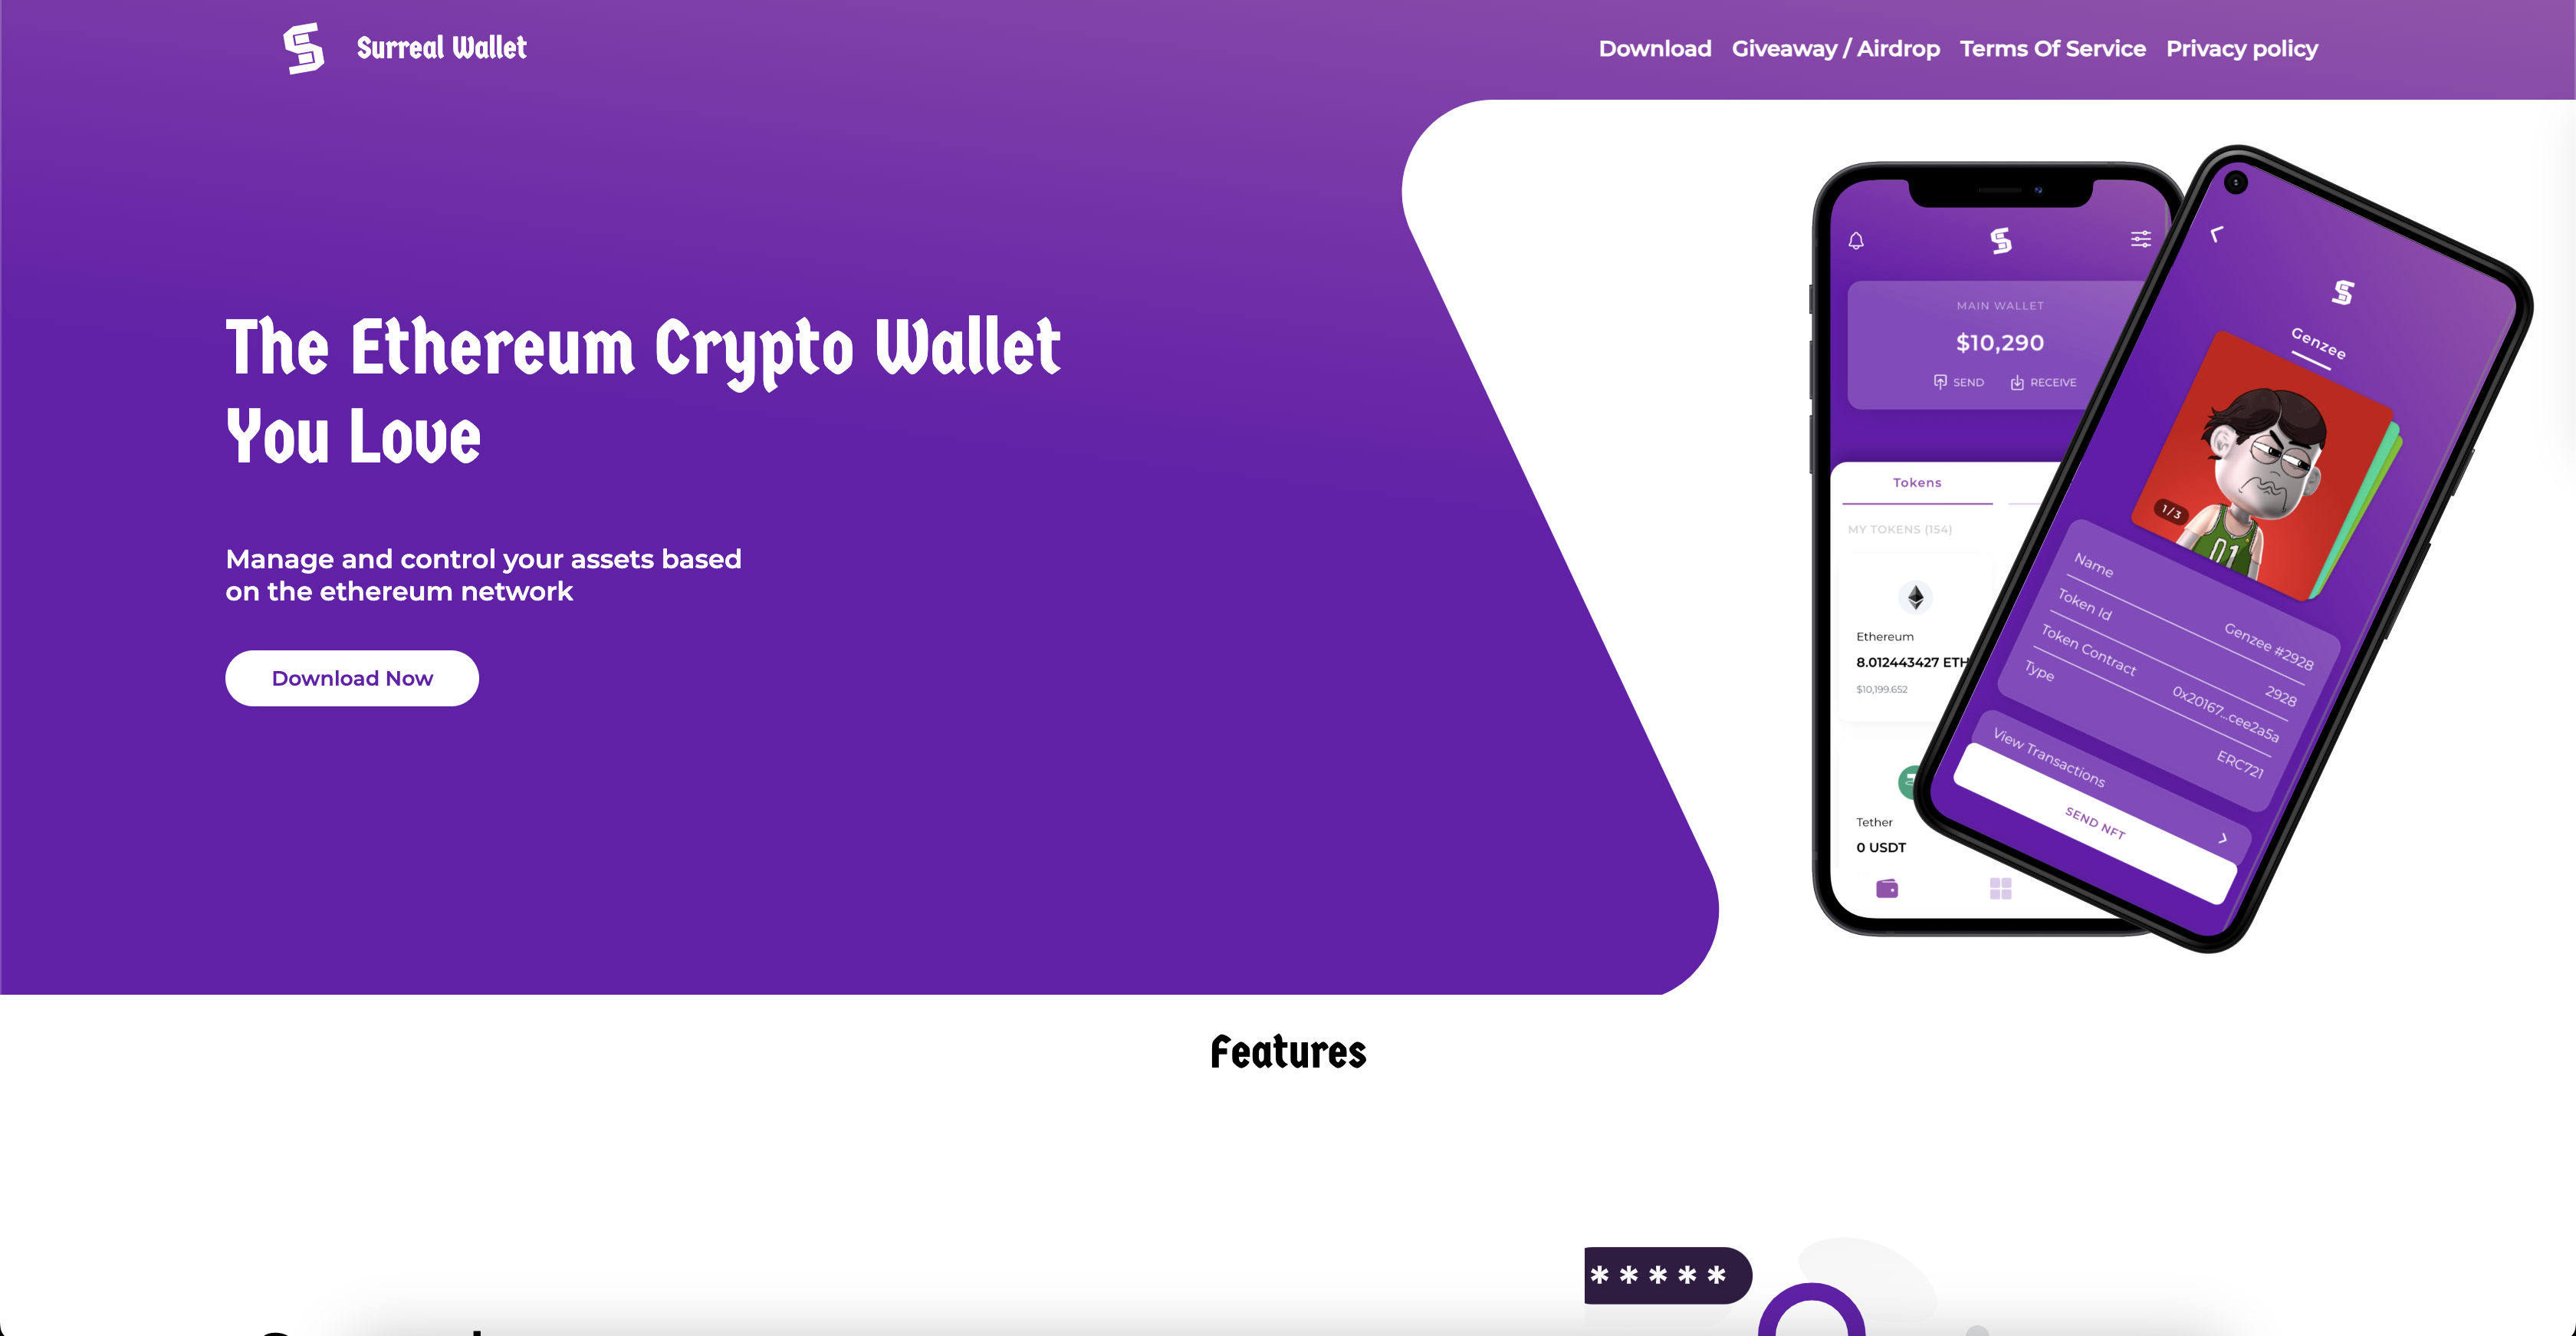 Surreal Wallet
Download Giveaway / Airdrop Terms Of Service Privacy policy
The Ethereum Crypto Wallet
You Love
Manage and control your assets based
on the ethereum network
Download Now
MAIN WALLET
$10,290
SEND RECEIVE
Tokens
MY TOKENS (154)
Ethereum
8.012443427 ETH
$10,199.652
Tether
0 USDT
Genzee
1/3
01
Name Genzee #2928
Token Id 2928
Token Contract 0x20167...cee2a5a
Type ERC721
View Transactions
SEND NFT
Features
*****